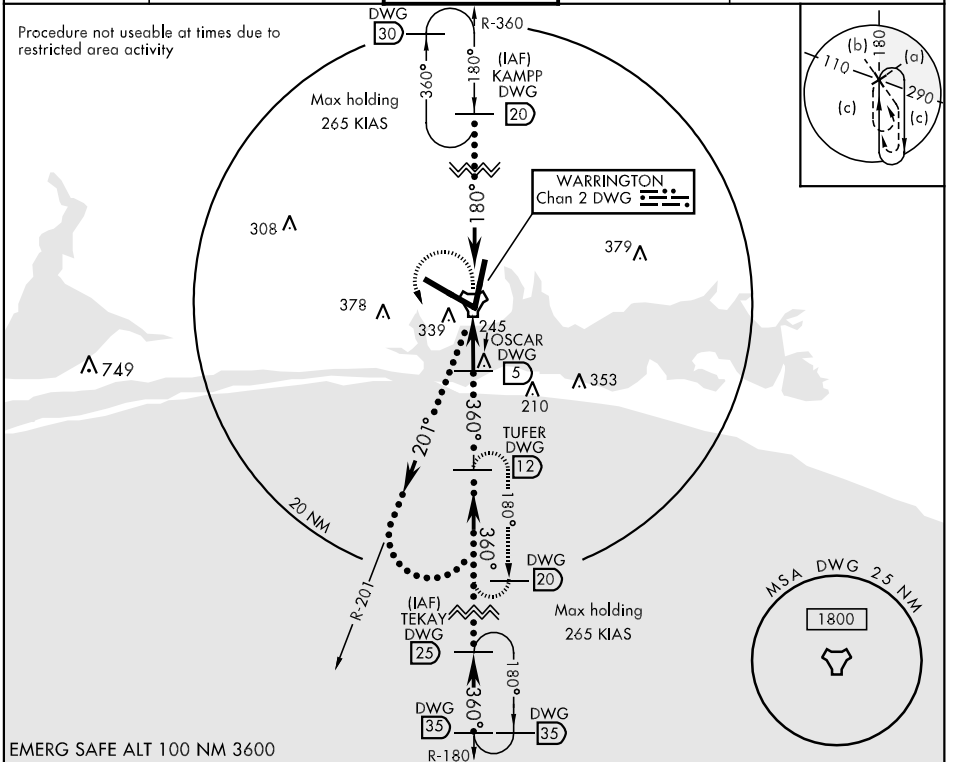 Procedure not useable at times due to
restricted area activity
DWG
30
R-360
360°
180°
(IAF)
KAMPP
DWG
20
Max holding
265 KIAS
180°
WARRINGTON
Chan 2 DWG
(b)
180
(a)
110
290
(c)
(c)
308
379
378
339
245
749
OSCAR
DWG
5
353
210
360°
201°
TUFER
DWG
12
180°
360°
20 NM
DWG
20
R-201
(IAF)
TEKAY
DWG
25
Max holding
265 KIAS
180°
360°
DWG
35
DWG
35
R-180
MSA DWG 25 NM
1800
EMERG SAFE ALT 100 NM 3600